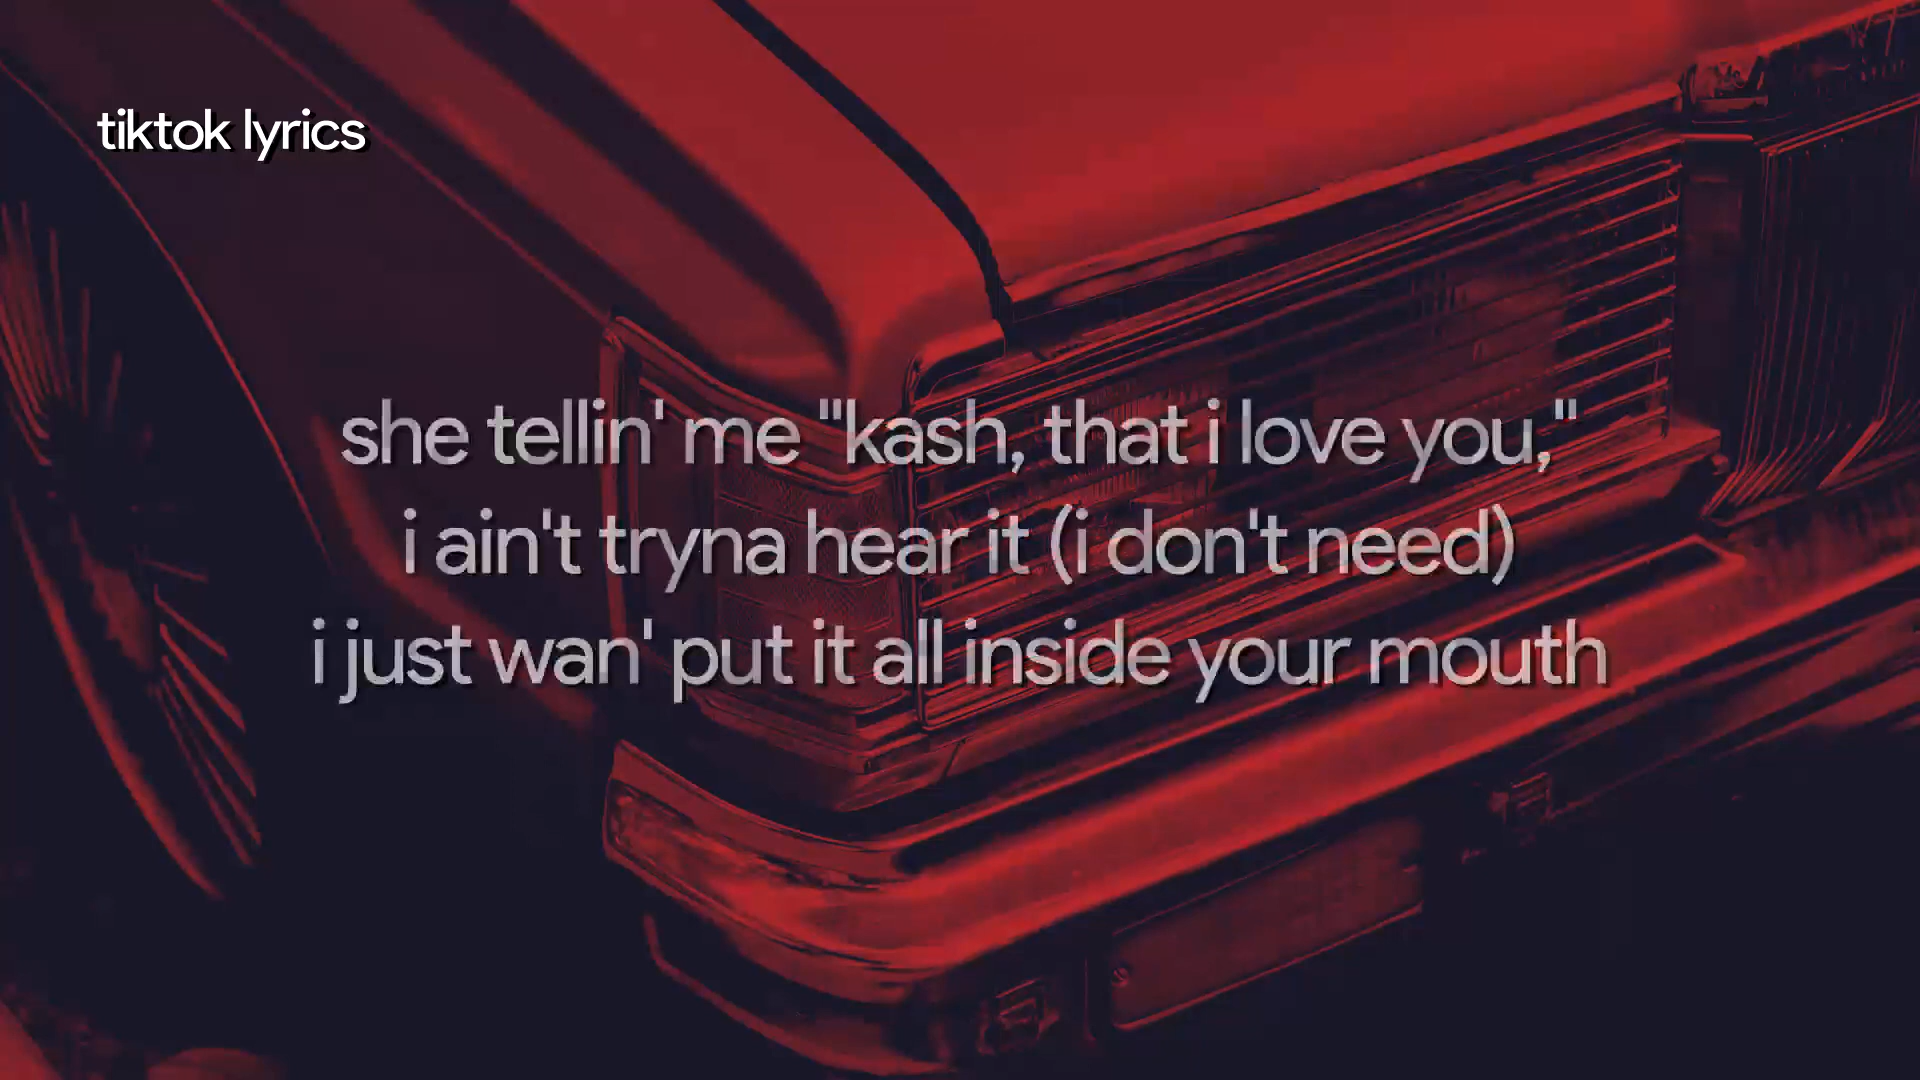 tiktok lyrics
she tellin' me "kash, that i love you,"
i ain't tryna hear it (i don't need)
i just wan' put it all inside your mouth